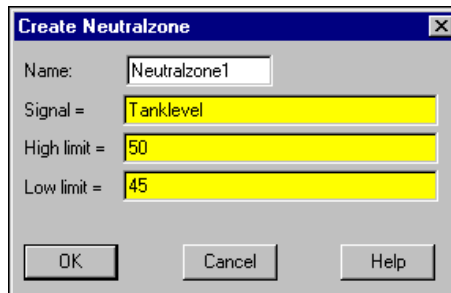 Create Neutralzone
Name: Neutralzone1
Signal = Tanklevel
High limit = 50
Low limit = 45
OK Cancel Help